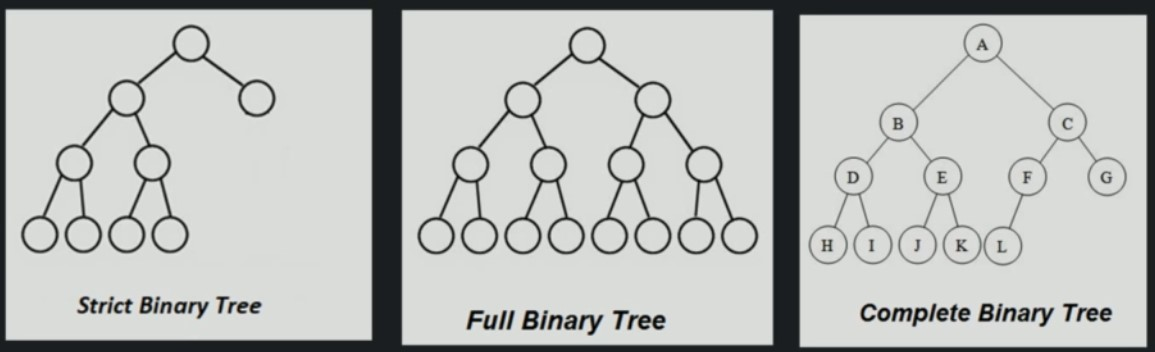 A
B
C
D
E
F
G
H
I
J
K
L
Strict Binary Tree
Full Binary Tree
Complete Binary Tree